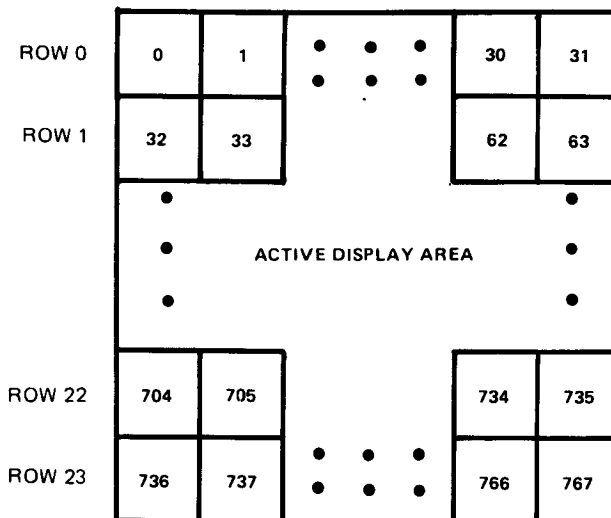 ROW 0 0 1 30 31
ROW 1 32 33 62 63
ACTIVE DISPLAY AREA
ROW 22 704 705 734 735
ROW 23 736 737 766 767